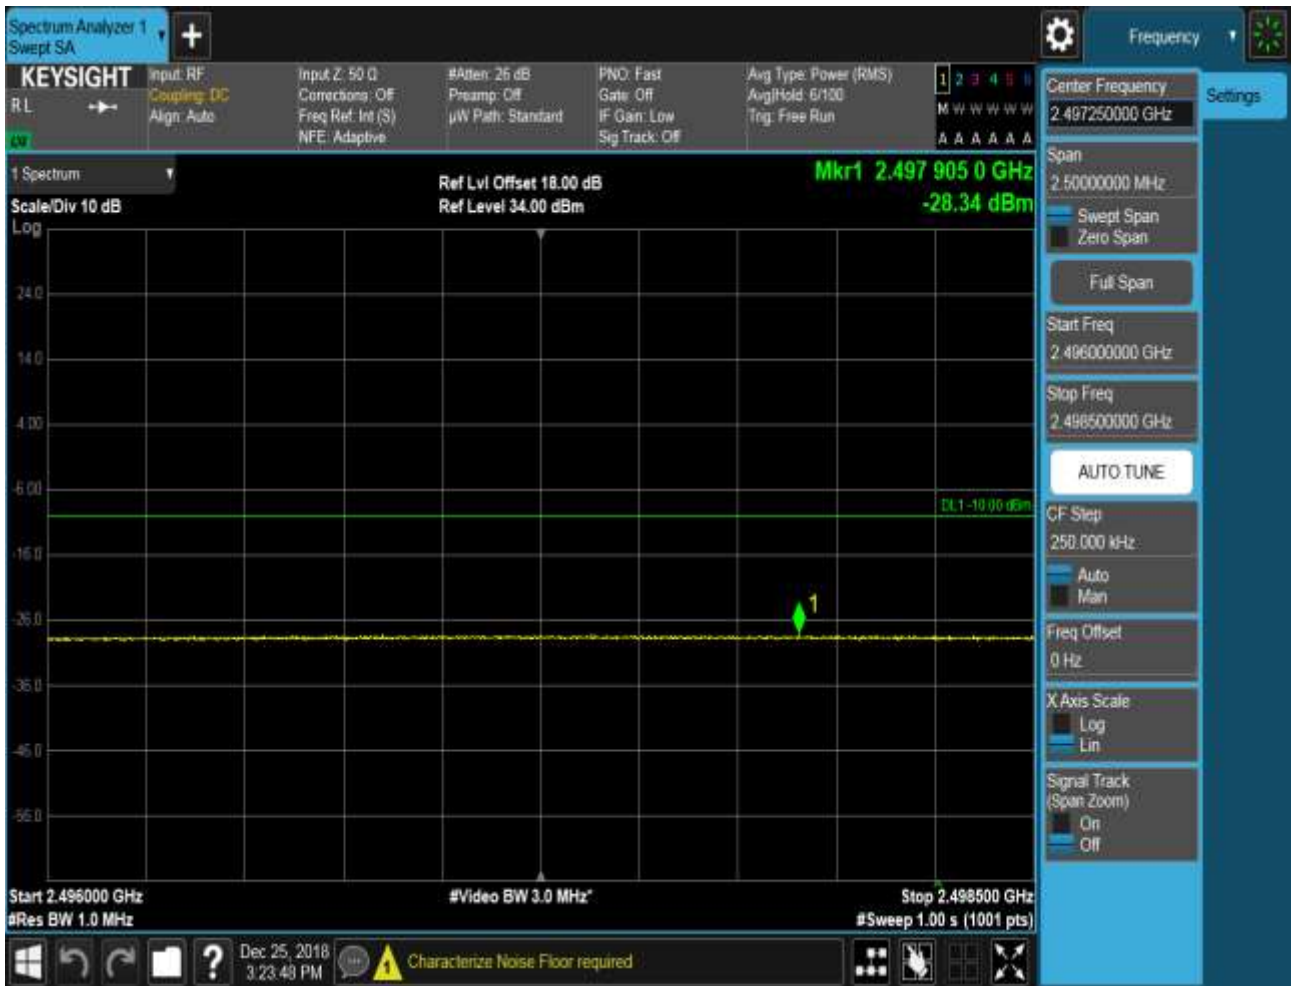 Spectrum Analyzer 1
Swept SA
+
Frequency
KEYSIGHT
R L
Input: RF
Coupling: DC
Align: Auto
Input Z: 50 Ω
Corrections: Off
Freq Ref: Int (S)
NFE: Adaptive
#Atten: 26 dB
Preamp: Off
µW Path: Standard
PNO: Fast
Gate: Off
IF Gain: Low
Sig Track: Off
Avg Type: Power (RMS)
Avg|Hold: 6/100
Trig: Free Run
1 2 3 4 5 6
M W W W W W
A A A A A A
1 Spectrum
Scale/Div 10 dB
Log
Ref Lvl Offset 18.00 dB
Ref Level 34.00 dBm
Mkr1 2.497 905 0 GHz
-28.34 dBm
24.0
14.0
4.00
-6.00
DL1 -10.00 dBm
-16.0
1
-26.0
-36.0
-46.0
-56.0
Start 2.496000 GHz
#Res BW 1.0 MHz
#Video BW 3.0 MHz*
Stop 2.498500 GHz
#Sweep 1.00 s (1001 pts)
Center Frequency
2.497250000 GHz
Settings
Span
2.50000000 MHz
Swept Span
Zero Span
Full Span
Start Freq
2.496000000 GHz
Stop Freq
2.498500000 GHz
AUTO TUNE
CF Step
250.000 kHz
Auto
Man
Freq Offset
0 Hz
X Axis Scale
Log
Lin
Signal Track
(Span Zoom)
On
Off
?
Dec 25, 2018
3:23:48 PM
1
Characterize Noise Floor required